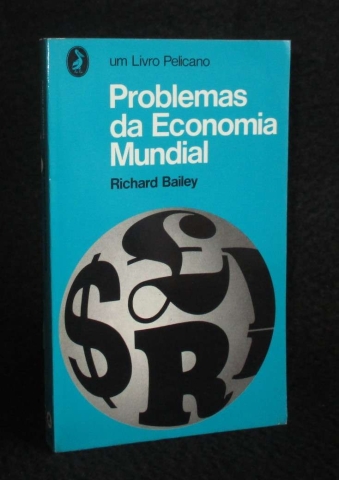 um Livro Pelicano
Problemas
da Economia
Mundial
Richard Bailey
$
£
R